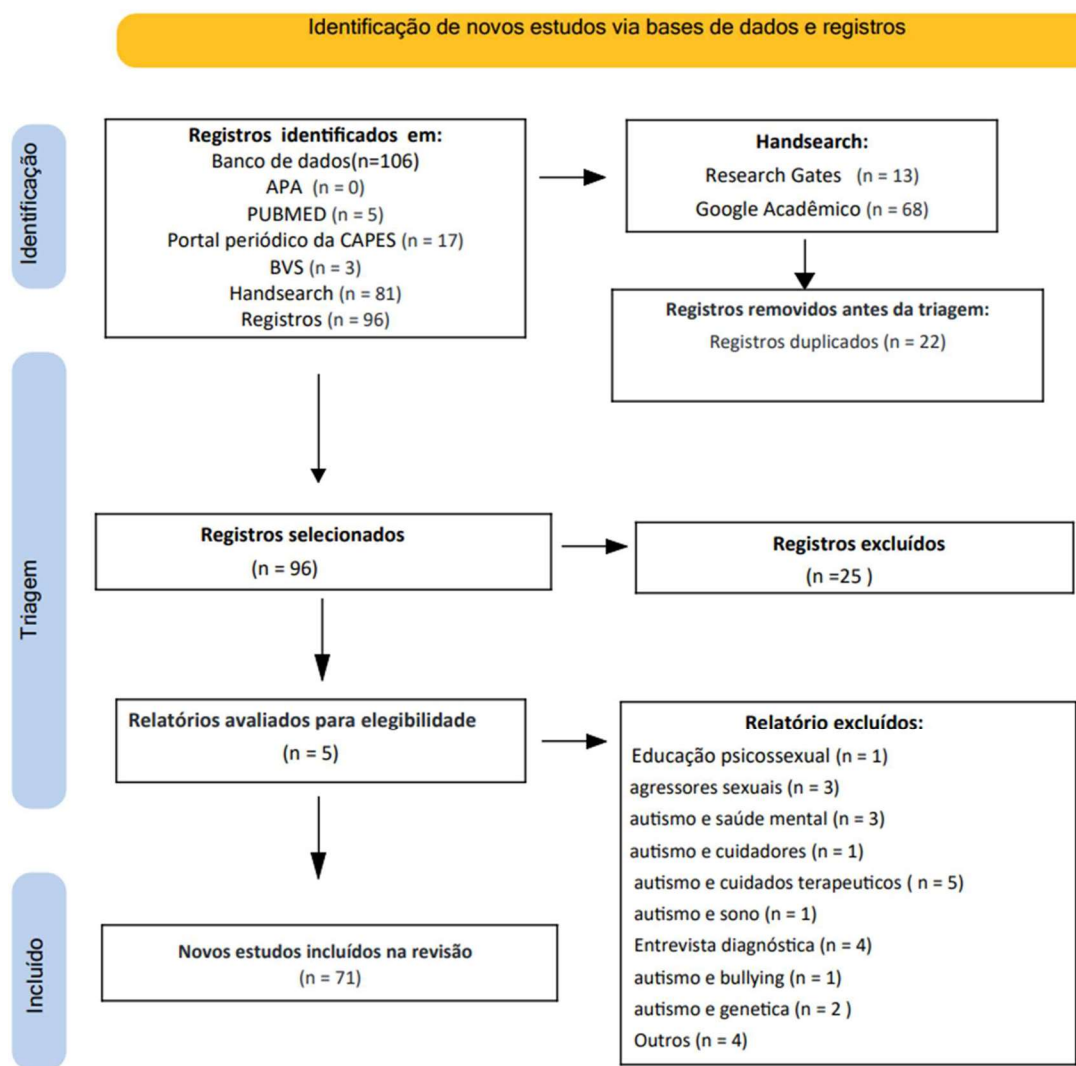 Identificação de novos estudos via bases de dados e registros
Identificação
Registros identificados em:
Banco de dados(n=106)
APA (n = 0)
PUBMED (n = 5)
Portal periódico da CAPES (n = 17)
BVS (n = 3)
Handsearch (n = 81)
Registros (n = 96)
Handsearch:
Research Gates (n = 13)
Google Acadêmico (n = 68)
Registros removidos antes da triagem:
Registros duplicados (n = 22)
Triagem
Registros selecionados
(n = 96)
Registros excluídos
(n =25 )
Relatórios avaliados para elegibilidade
(n = 5)
Relatório excluídos:
Educação psicossexual (n = 1)
agressores sexuais (n = 3)
autismo e saúde mental (n = 3)
autismo e cuidadores (n = 1)
autismo e cuidados terapeuticos ( n = 5)
autismo e sono (n = 1)
Entrevista diagnóstica (n = 4)
autismo e bullying (n = 1)
autismo e genetica (n = 2 )
Outros (n = 4)
Incluído
Novos estudos incluídos na revisão
(n = 71)